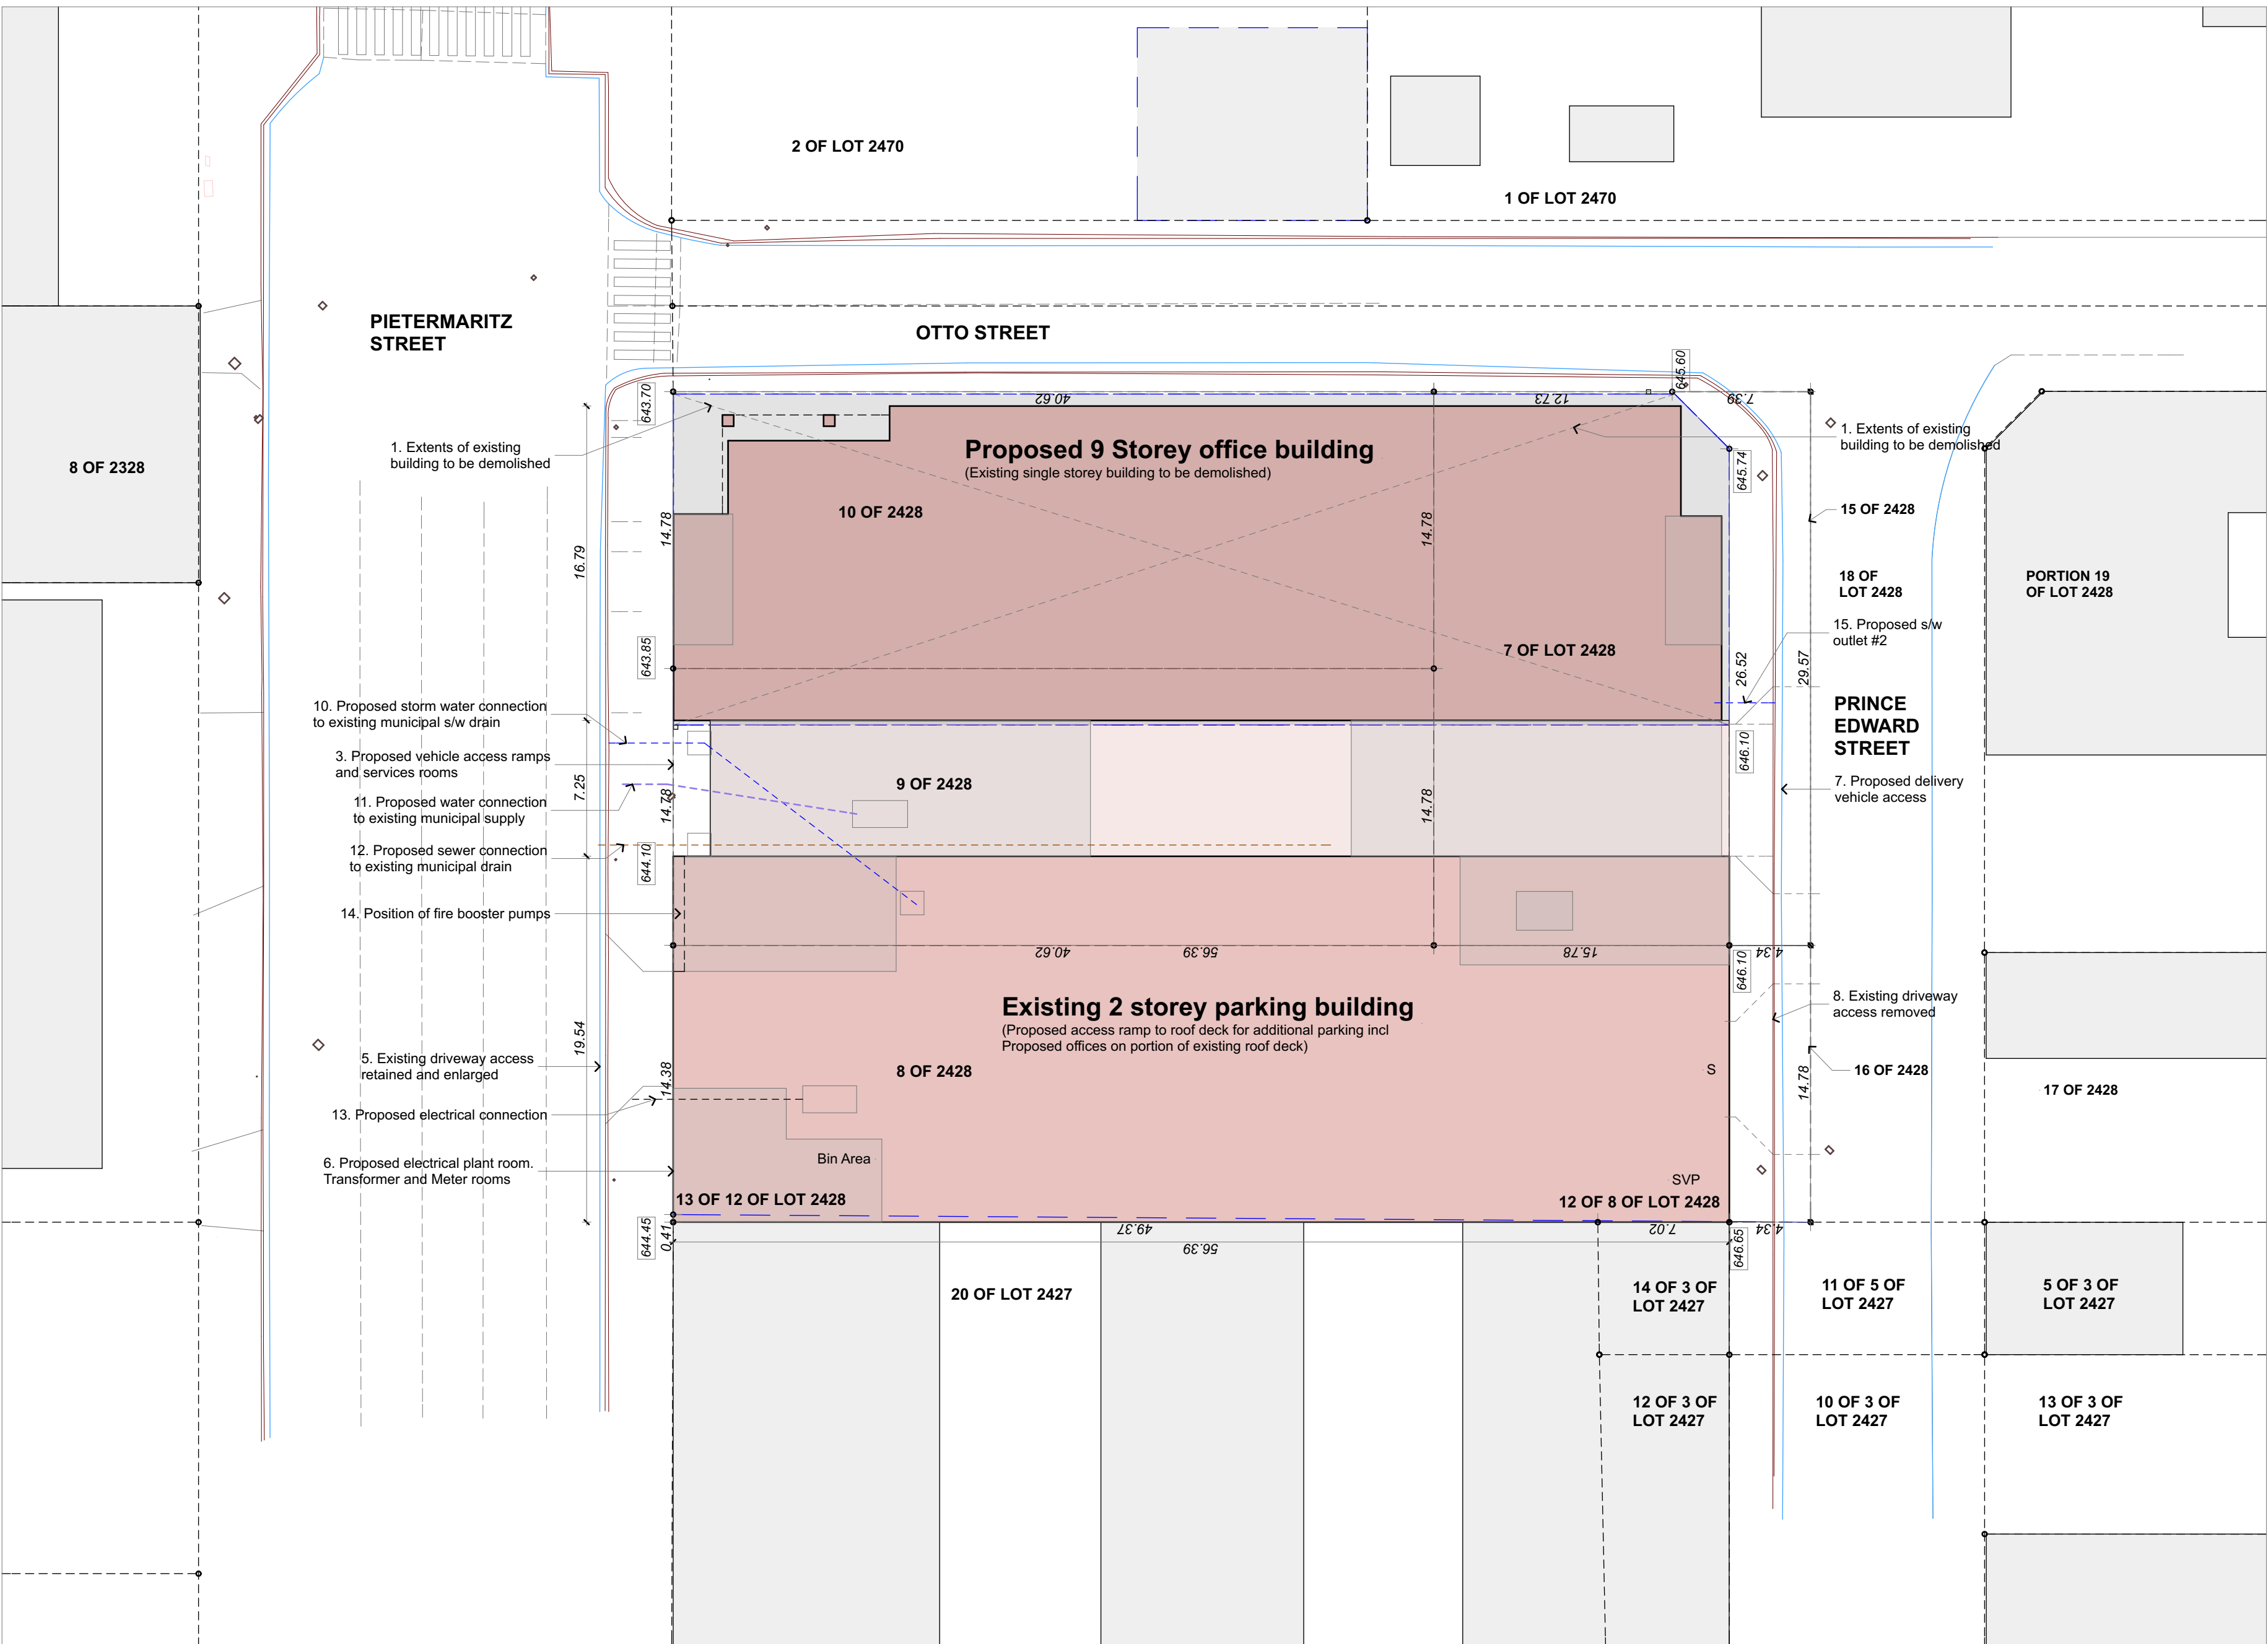 2 OF LOT 2470
1 OF LOT 2470
PIETERMARITZ
STREET
OTTO STREET
8 OF 2328
643.70
645.60
40.62
12.73
7.39
1. Extents of existing
building to be demolished
Proposed 9 Storey office building
(Existing single storey building to be demolished)
1. Extents of existing
building to be demolished
645.74
10 OF 2428
15 OF 2428
14.78
14.78
16.79
18 OF
LOT 2428
PORTION 19
OF LOT 2428
643.85
7 OF LOT 2428
15. Proposed s/w
outlet #2
26.52
29.57
10. Proposed storm water connection
to existing municipal s/w drain
PRINCE
EDWARD
STREET
646.10
3. Proposed vehicle access ramps
and services rooms
7.25
14.78
9 OF 2428
14.78
7. Proposed delivery
vehicle access
11. Proposed water connection
to existing municipal supply
12. Proposed sewer connection
to existing municipal drain
644.10
14. Position of fire booster pumps
40.62
56.39
15.78
4.34
646.10
Existing 2 storey parking building
(Proposed access ramp to roof deck for additional parking incl
Proposed offices on portion of existing roof deck)
8. Existing driveway
access removed
19.54
5. Existing driveway access
retained and enlarged
14.38
8 OF 2428
S
16 OF 2428
14.78
17 OF 2428
13. Proposed electrical connection
Bin Area
6. Proposed electrical plant room.
Transformer and Meter rooms
SVP
13 OF 12 OF LOT 2428
12 OF 8 OF LOT 2428
644.45
0.41
49.37
7.02
4.34
56.39
646.65
20 OF LOT 2427
14 OF 3 OF
LOT 2427
11 OF 5 OF
LOT 2427
5 OF 3 OF
LOT 2427
12 OF 3 OF
LOT 2427
10 OF 3 OF
LOT 2427
13 OF 3 OF
LOT 2427